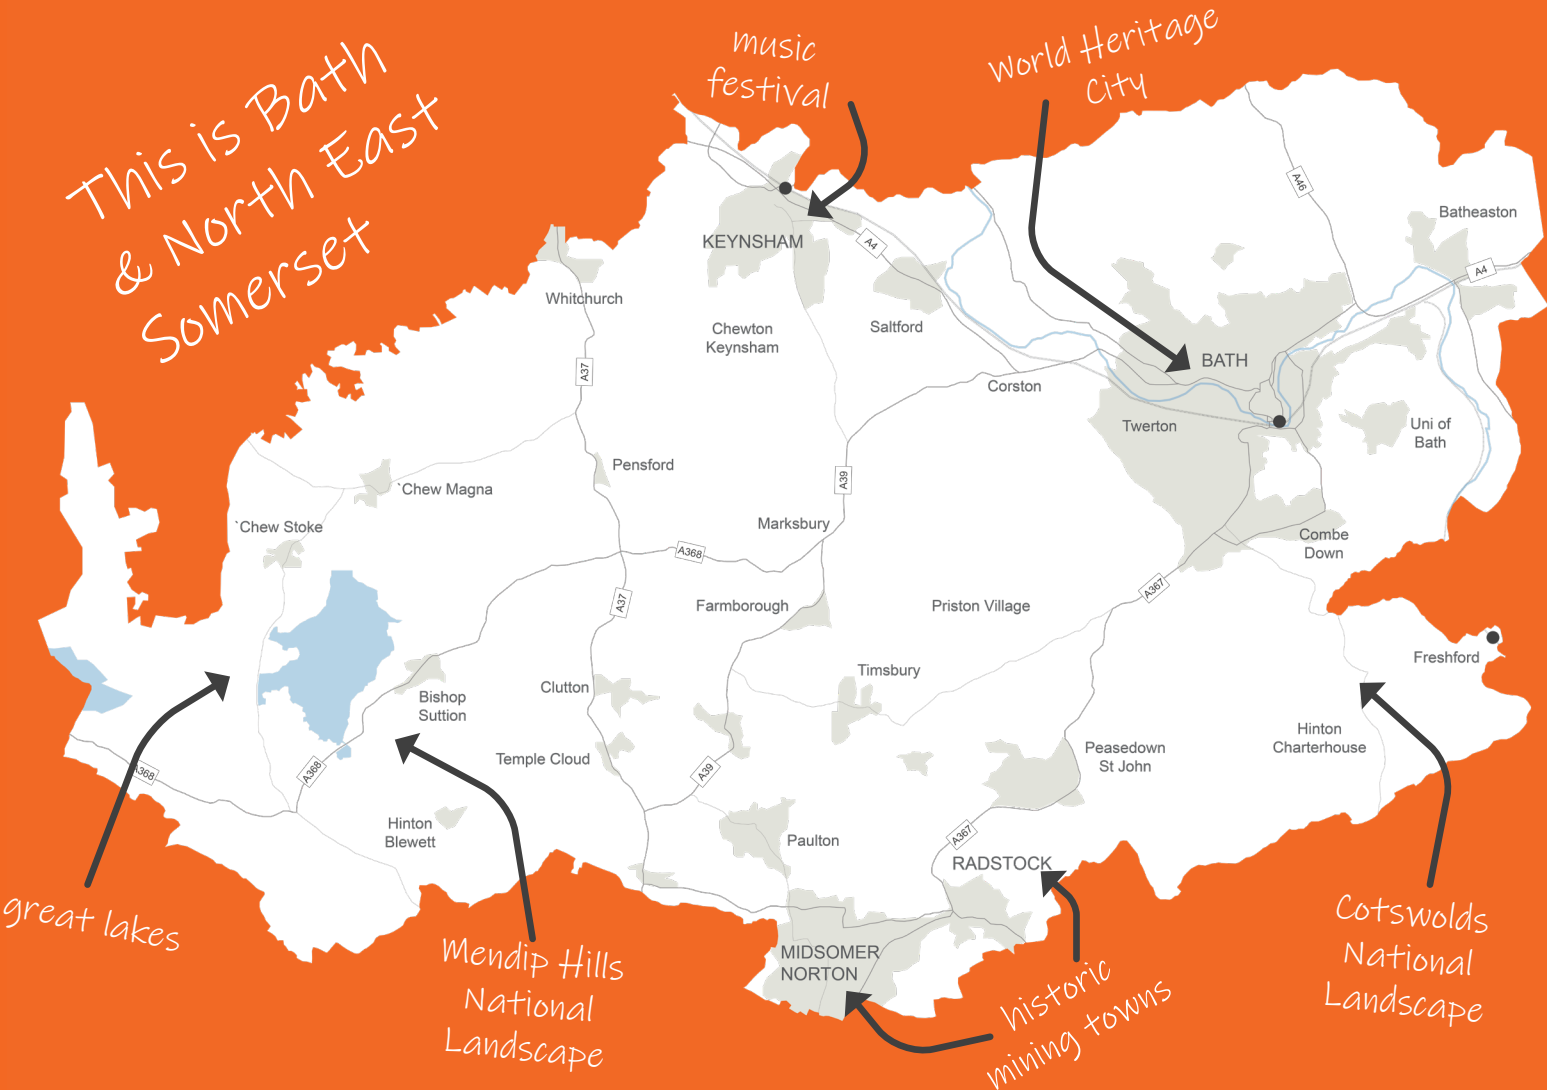 This is Bath
& North East
Somerset
music
festival
World Heritage
City
A46
Batheaston
A4
KEYNSHAM
A4
Whitchurch
Saltford
Chewton
Keynsham
BATH
A37
Corston
Twerton
Uni of
Bath
Pensford
`Chew Magna
A39
`Chew Stoke
Marksbury
Combe
Down
A368
A367
A37
Farmborough
Priston Village
Freshford
Timsbury
Clutton
Bishop
Suttion
Hinton
Charterhouse
Temple Cloud
Peasedown
St John
A368
A368
A39
Hinton
Blewett
Paulton
A367
RADSTOCK
great lakes
Mendip Hills
National
Landscape
MIDSOMER
NORTON
historic
mining towns
Cotswolds
National
Landscape